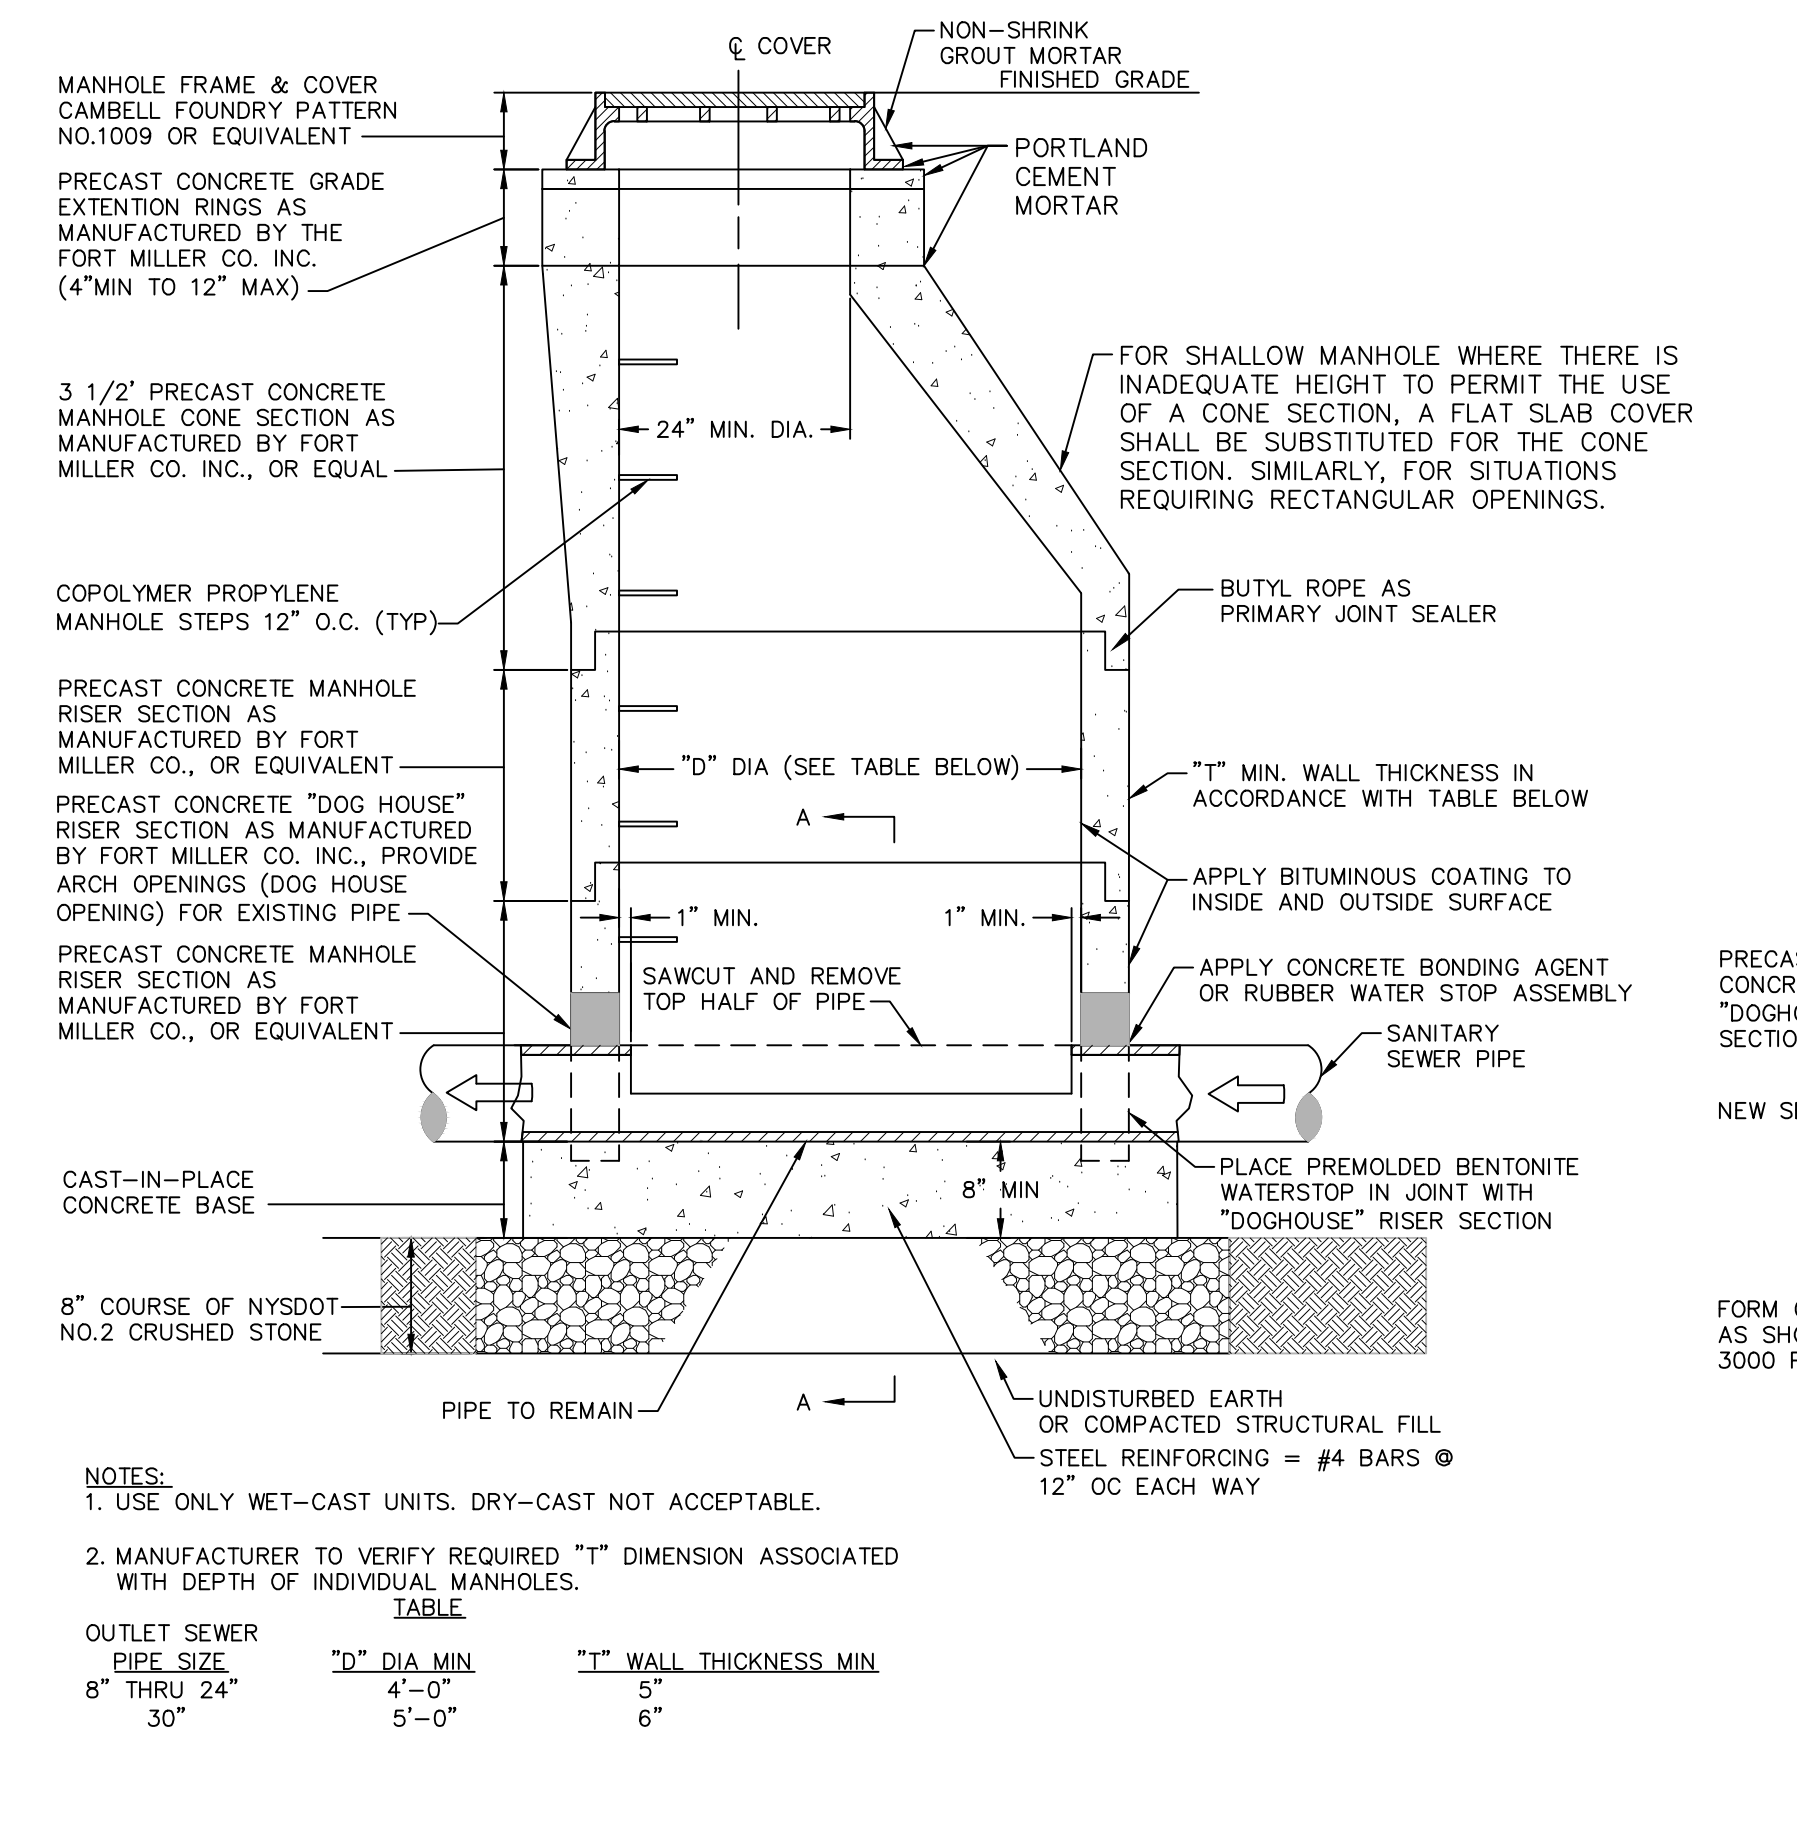 ℄ COVER
NON-SHRINK
GROUT MORTAR
FINISHED GRADE
MANHOLE FRAME & COVER
CAMBELL FOUNDRY PATTERN
NO.1009 OR EQUIVALENT
PORTLAND
CEMENT
MORTAR
PRECAST CONCRETE GRADE
EXTENTION RINGS AS
MANUFACTURED BY THE
FORT MILLER CO. INC.
(4"MIN TO 12" MAX)
FOR SHALLOW MANHOLE WHERE THERE IS
INADEQUATE HEIGHT TO PERMIT THE USE
OF A CONE SECTION, A FLAT SLAB COVER
SHALL BE SUBSTITUTED FOR THE CONE
SECTION. SIMILARLY, FOR SITUATIONS
REQUIRING RECTANGULAR OPENINGS.
3 1/2' PRECAST CONCRETE
MANHOLE CONE SECTION AS
MANUFACTURED BY FORT
MILLER CO. INC., OR EQUAL
24" MIN. DIA.
COPOLYMER PROPYLENE
MANHOLE STEPS 12" O.C. (TYP)
BUTYL ROPE AS
PRIMARY JOINT SEALER
PRECAST CONCRETE MANHOLE
RISER SECTION AS
MANUFACTURED BY FORT
MILLER CO., OR EQUIVALENT
"D" DIA (SEE TABLE BELOW)
"T" MIN. WALL THICKNESS IN
ACCORDANCE WITH TABLE BELOW
A
PRECAST CONCRETE "DOG HOUSE"
RISER SECTION AS MANUFACTURED
BY FORT MILLER CO. INC., PROVIDE
ARCH OPENINGS (DOG HOUSE
OPENING) FOR EXISTING PIPE
APPLY BITUMINOUS COATING TO
INSIDE AND OUTSIDE SURFACE
1" MIN.
1" MIN.
PRECAST CONCRETE MANHOLE
RISER SECTION AS
MANUFACTURED BY FORT
MILLER CO., OR EQUIVALENT
SAWCUT AND REMOVE
TOP HALF OF PIPE
APPLY CONCRETE BONDING AGENT
OR RUBBER WATER STOP ASSEMBLY
SANITARY
SEWER PIPE
PRECAS
CONCR
"DOGHO
SECTIO
NEW SE
CAST-IN-PLACE
CONCRETE BASE
8" MIN
PLACE PREMOLDED BENTONITE
WATERSTOP IN JOINT WITH
"DOGHOUSE" RISER SECTION
8" COURSE OF NYSDOT
NO.2 CRUSHED STONE
FORM C
AS SHO
3000 P
PIPE TO REMAIN
A
UNDISTURBED EARTH
OR COMPACTED STRUCTURAL FILL
STEEL REINFORCING = #4 BARS @
12" OC EACH WAY
NOTES:
1. USE ONLY WET-CAST UNITS. DRY-CAST NOT ACCEPTABLE.
2. MANUFACTURER TO VERIFY REQUIRED "T" DIMENSION ASSOCIATED
WITH DEPTH OF INDIVIDUAL MANHOLES.
TABLE
OUTLET SEWER
PIPE SIZE "D" DIA MIN "T" WALL THICKNESS MIN
8" THRU 24" 4'-0" 5"
30" 5'-0" 6"